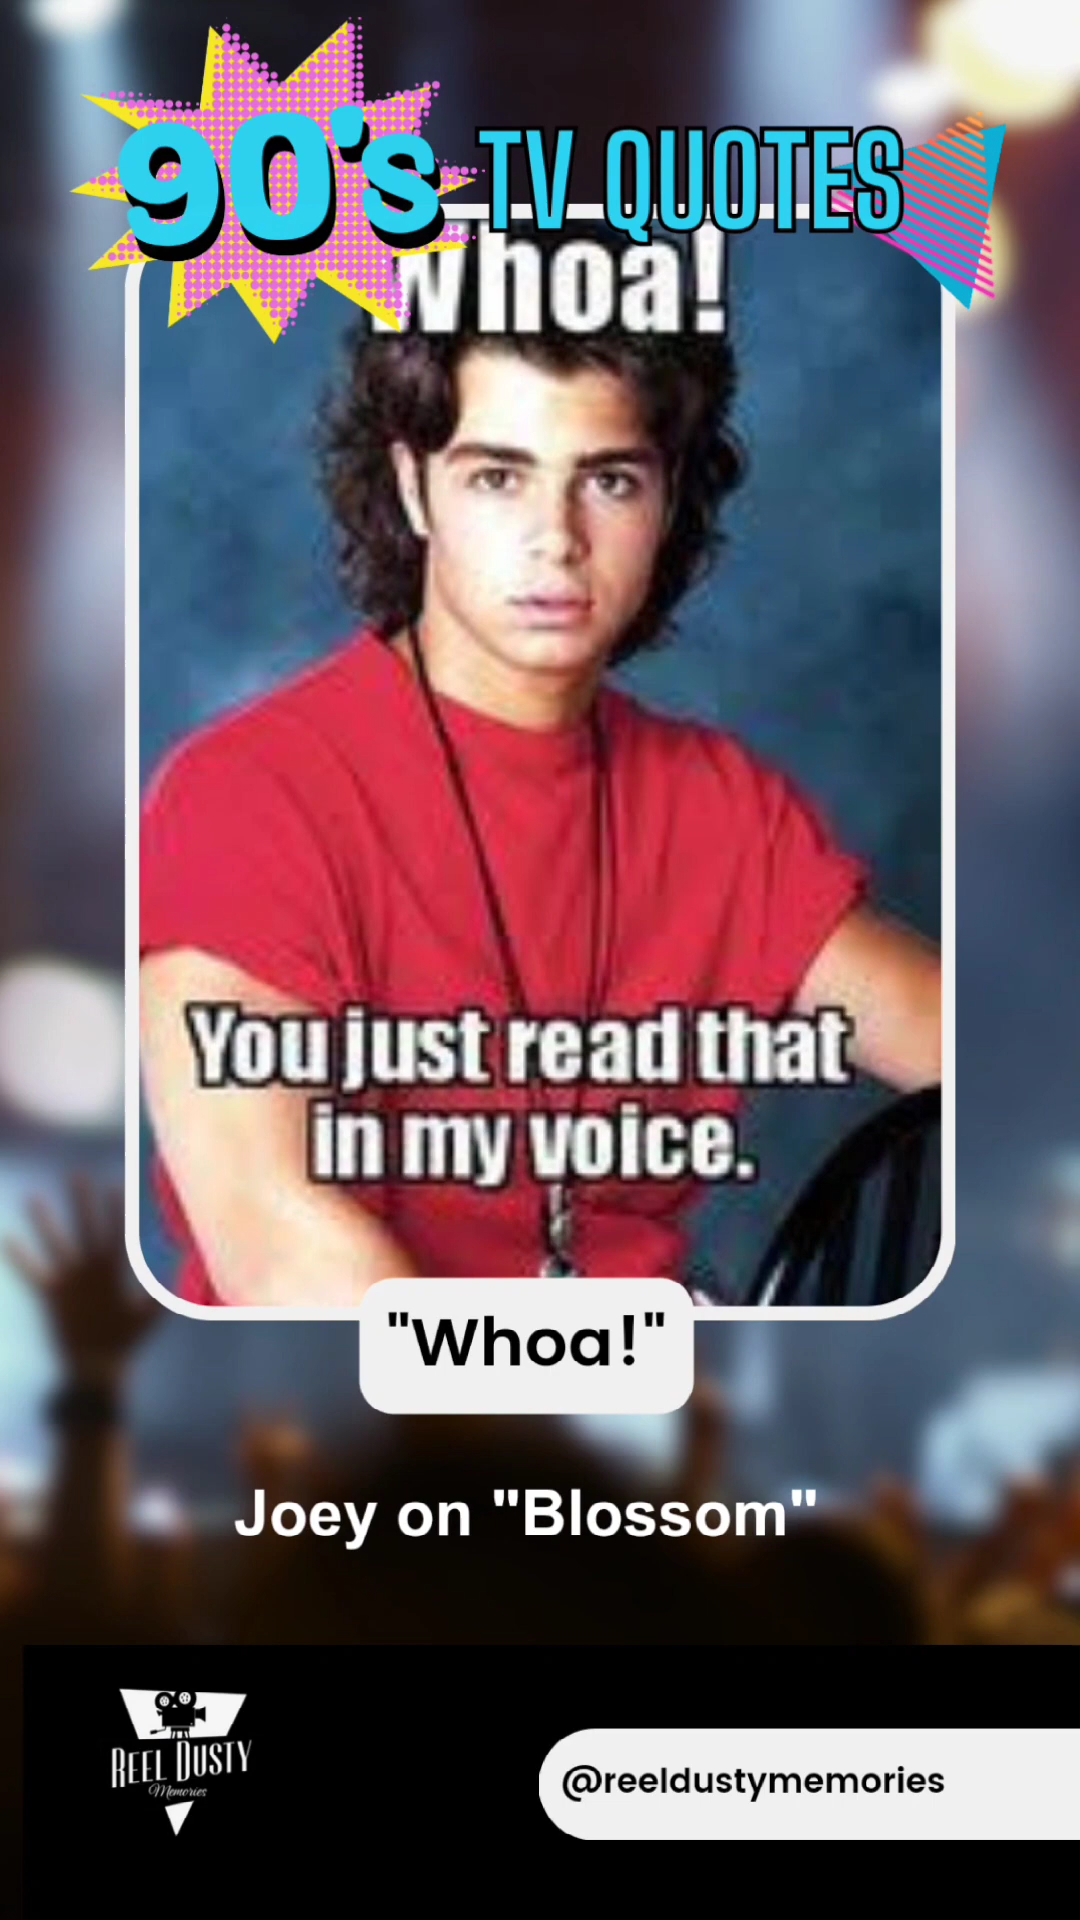 90's TV QUOTES
Whoa!
You just read that
in my voice.
"Whoa!"
Joey on "Blossom"
REEL DUSTY
Memories
@reeldustymemories